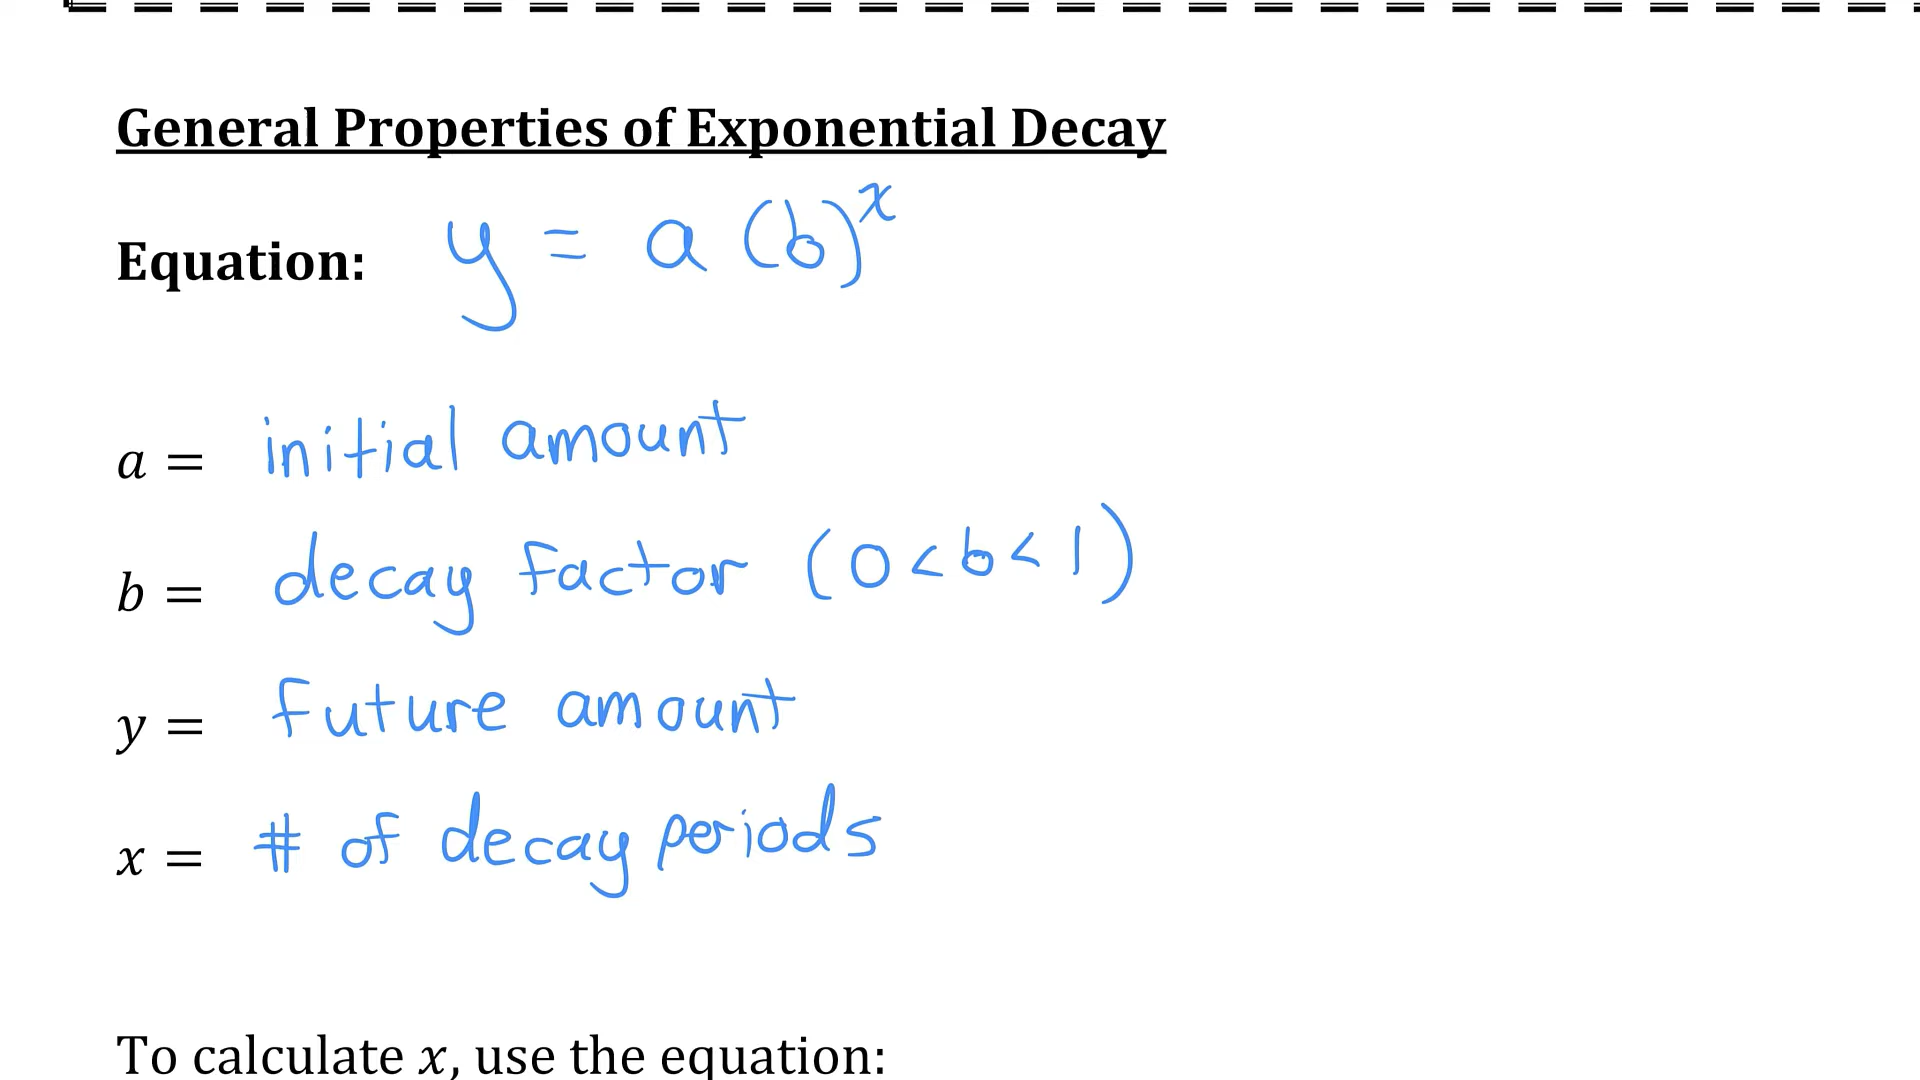 General Properties of Exponential Decay
Equation: y = a (b)^x
a = initial amount
b = decay factor (0 < b < 1)
y = future amount
x = # of decay periods
To calculate x, use the equation: